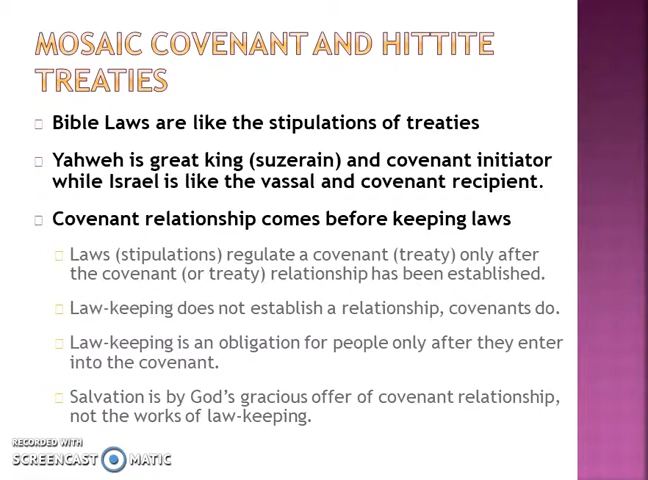 MOSAIC COVENANT AND HITTITE
TREATIES
Bible Laws are like the stipulations of treaties
Yahweh is great king (suzerain) and covenant initiator
while Israel is like the vassal and covenant recipient.
Covenant relationship comes before keeping laws
Laws (stipulations) regulate a covenant (treaty) only after
the covenant (or treaty) relationship has been established.
Law-keeping does not establish a relationship, covenants do.
Law-keeping is an obligation for people only after they enter
into the covenant.
Salvation is by God's gracious offer of covenant relationship,
not the works of law-keeping.
RECORDED WITH
SCREENCAST MATIC